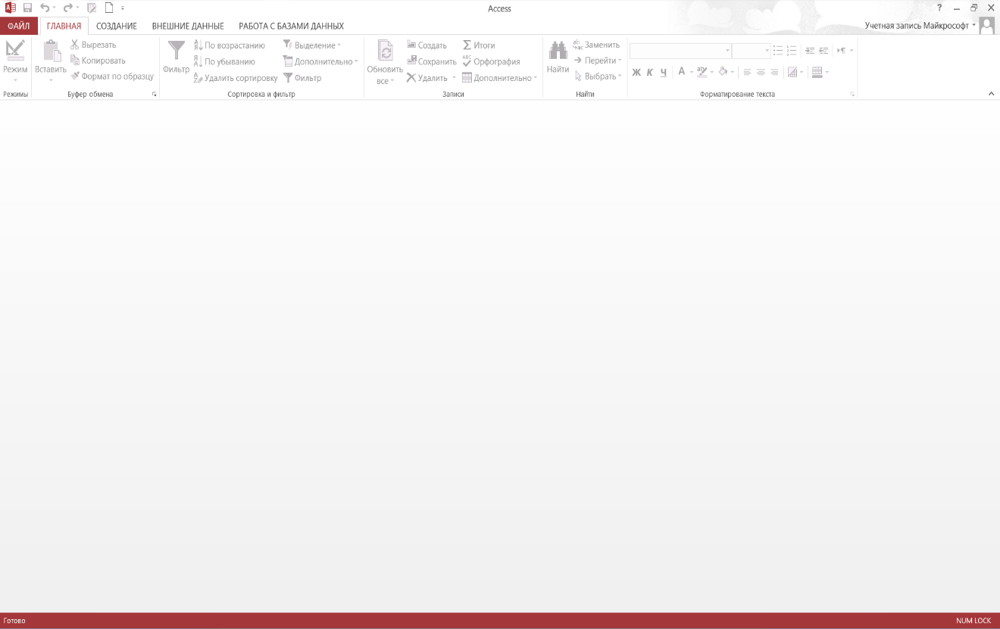 Access
ФАЙЛ ГЛАВНАЯ СОЗДАНИЕ ВНЕШНИЕ ДАННЫЕ РАБОТА С БАЗАМИ ДАННЫХ Учетная запись Майкрософт
Режим
Режимы
Вставить
Вырезать
Копировать
Формат по образцу
Буфер обмена
Фильтр
По возрастанию
По убыванию
Удалить сортировку
Выделение
Дополнительно
Фильтр
Сортировка и фильтр
Обновить
все
Создать
Сохранить
Удалить
Итоги
Орфография
Дополнительно
Записи
Найти
Заменить
Перейти
Выбрать
Найти
Ж К Ч А
Форматирование текста
Готово NUM LOCK